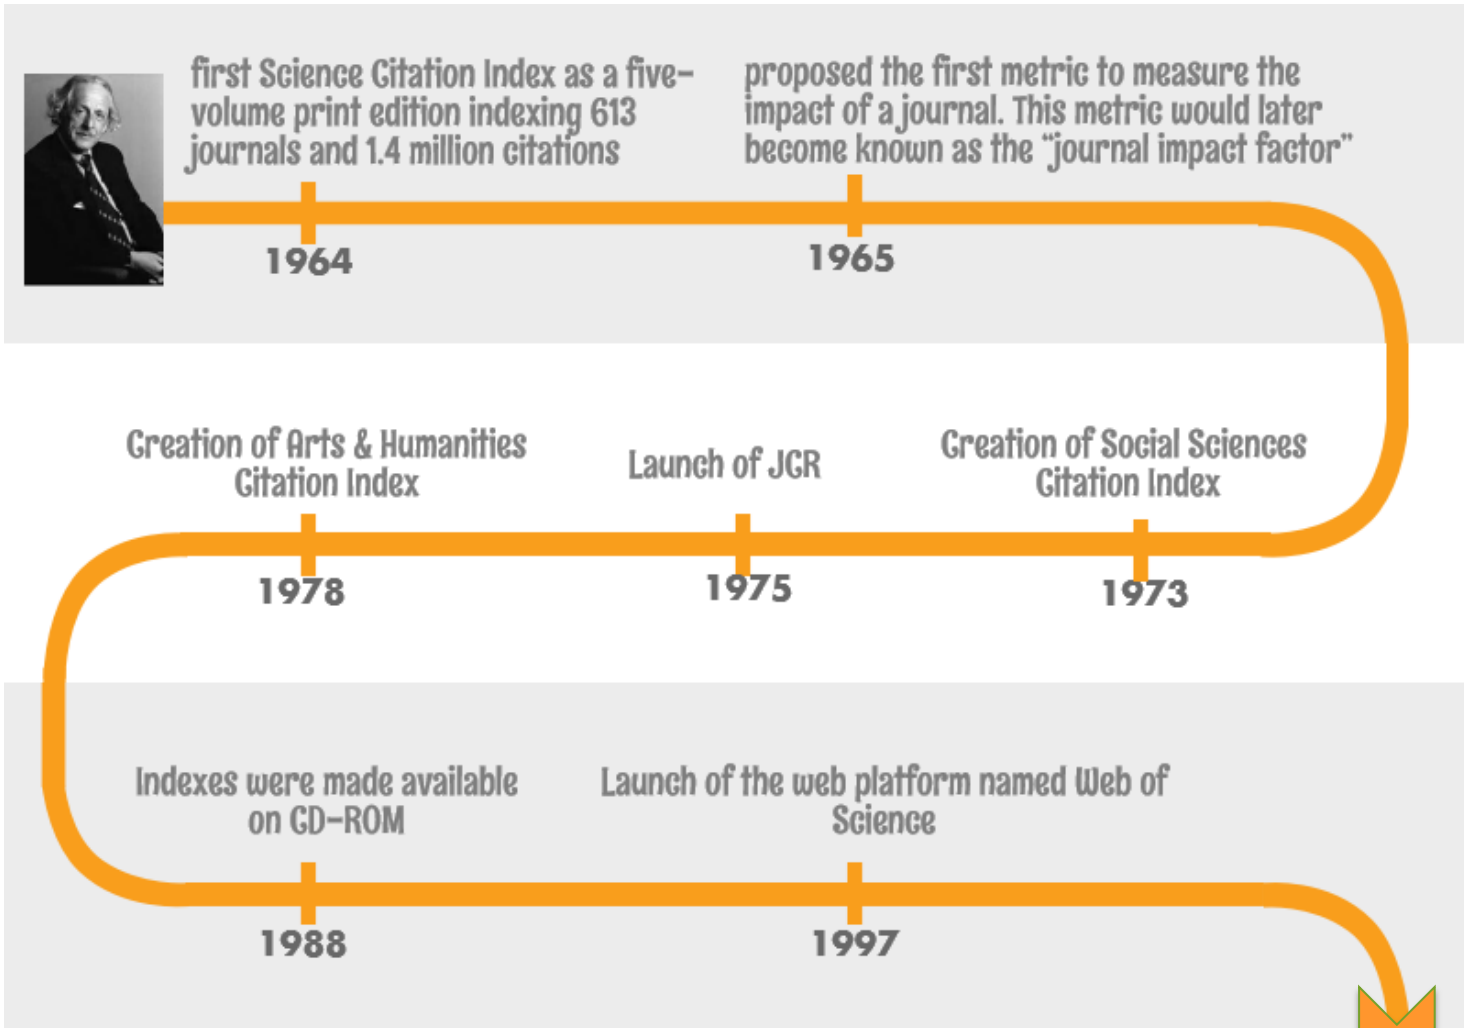 first Science Citation Index as a five-
volume print edition indexing 613
journals and 1.4 million citations
1964
proposed the first metric to measure the
impact of a journal. This metric would later
become known as the “journal impact factor”
1965
Creation of Social Sciences
Citation Index
1973
Launch of JCR
1975
Creation of Arts & Humanities
Citation Index
1978
Indexes were made available
on CD-ROM
1988
Launch of the web platform named Web of
Science
1997